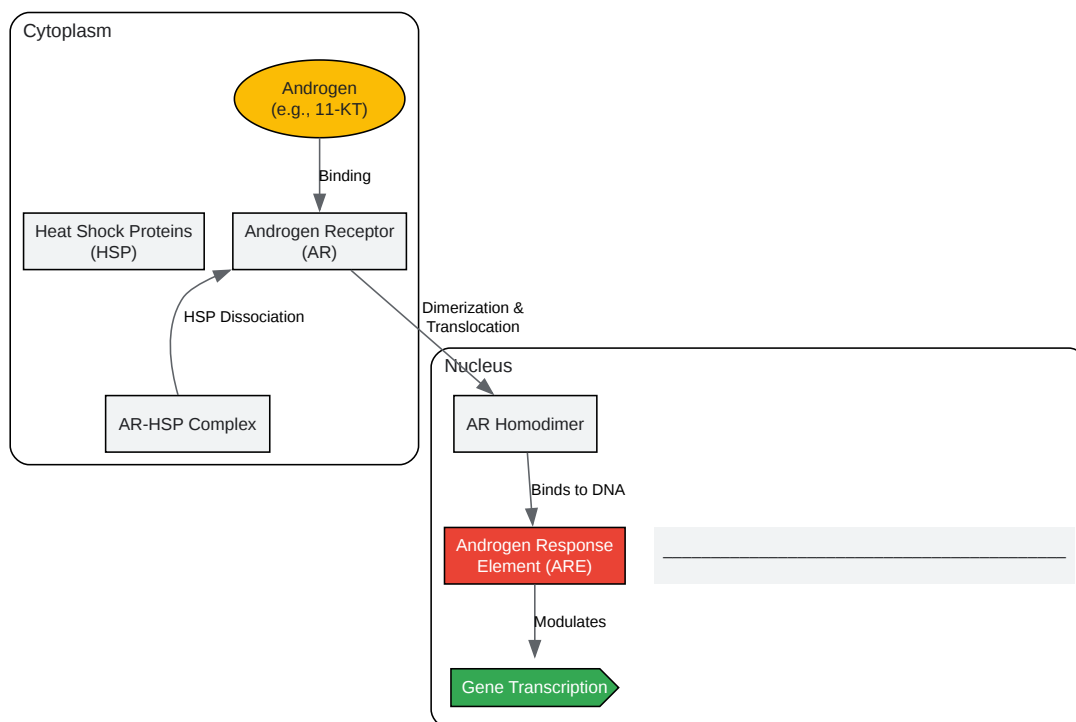 Cytoplasm
Androgen
(e.g., 11-KT)
Binding
Heat Shock Proteins
(HSP)
Androgen Receptor
(AR)
HSP Dissociation
Dimerization &
Translocation
AR-HSP Complex
Nucleus
AR Homodimer
Binds to DNA
Androgen Response
Element (ARE)
Modulates
Gene Transcription